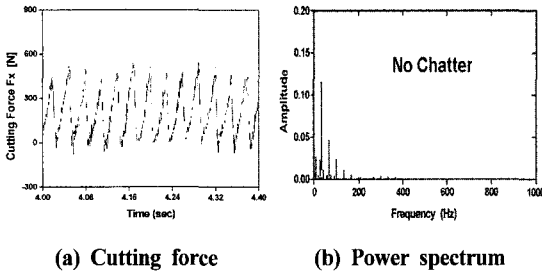 900
600
300
0
-300
Cutting Force Fx [N]
4.00 4.08 4.16 4.24 4.32 4.40
Time (sec)
(a) Cutting force
0.20
0.15
0.10
0.05
0.00
Amplitude
No Chatter
0 200 400 600 800 1000
Frequency (Hz)
(b) Power spectrum